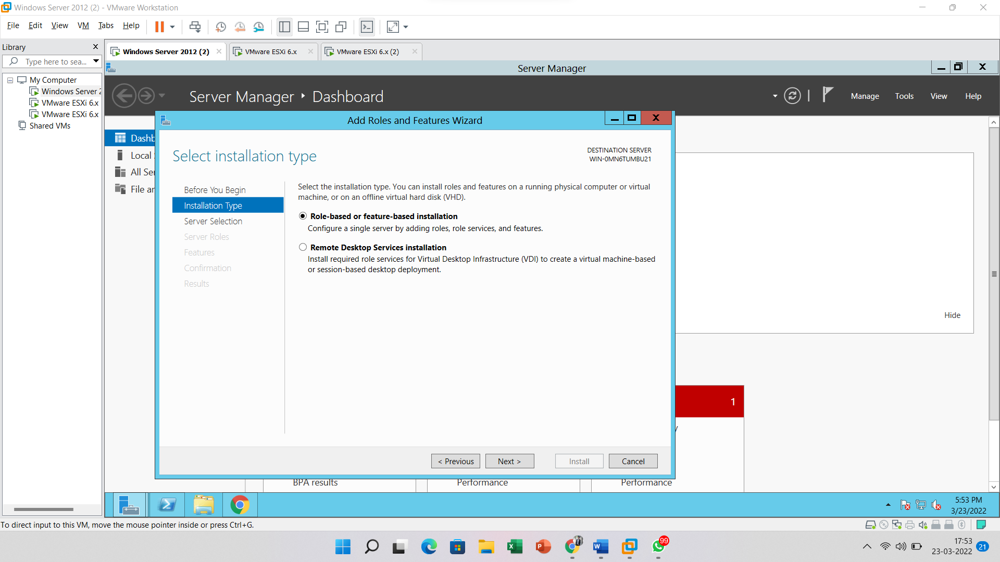 Windows Server 2012 (2) - VMware Workstation
File Edit View VM Tabs Help
Library
Type here to sea...
My Computer
Windows Server 2
VMware ESXi 6.x
VMware ESXi 6.x
Shared VMs
Windows Server 2012 (2)
VMware ESXi 6.x
VMware ESXi 6.x (2)
Server Manager
Server Manager Dashboard
Manage Tools View Help
Dashb
Local
All Se
File a
Add Roles and Features Wizard
Select installation type
DESTINATION SERVER
WIN-0MN6TUMBU21
Before You Begin
Installation Type
Server Selection
Server Roles
Features
Confirmation
Results
Select the installation type. You can install roles and features on a running physical computer or virtual
machine, or on an offline virtual hard disk (VHD).
Role-based or feature-based installation
Configure a single server by adding roles, role services, and features.
Remote Desktop Services installation
Install required role services for Virtual Desktop Infrastructure (VDI) to create a virtual machine-based
or session-based desktop deployment.
< Previous
Next >
Install
Cancel
Hide
1
BPA results
Performance
Performance
5:53 PM
3/23/2022
To direct input to this VM, move the mouse pointer inside or press Ctrl+G.
99
17:53
23-03-2022
21